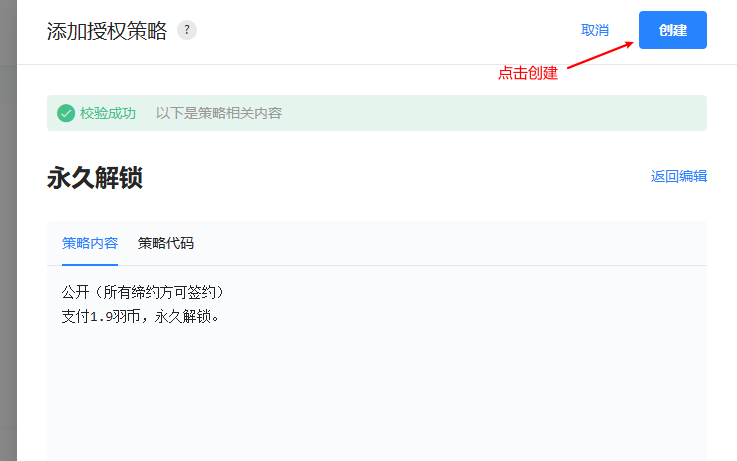 添加授权策略 ? 取消 创建
点击创建
校验成功 以下是策略相关内容
永久解锁 返回编辑
策略内容 策略代码
公开（所有缔约方可签约）
支付1.9羽币，永久解锁。